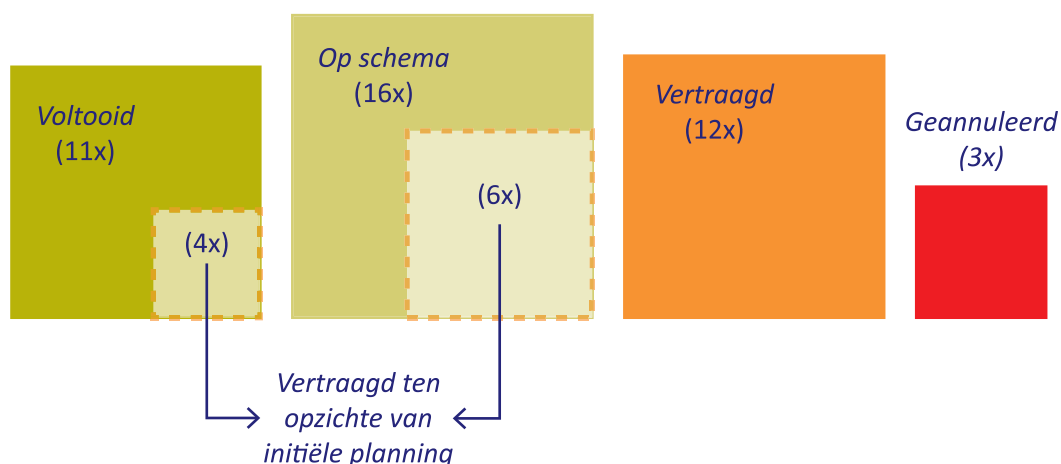 Voltooid
(11x)
(4x)
Op schema
(16x)
(6x)
Vertraagd
(12x)
Geannuleerd
(3x)
Vertraagd ten
opzichte van
initiële planning